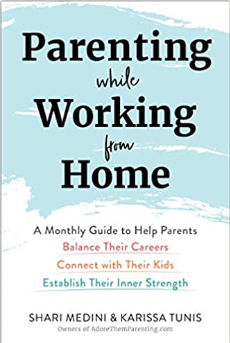 Parenting
while
Working
from
Home
A Monthly Guide to Help Parents
Balance Their Careers
Connect with Their Kids
Establish Their Inner Strength
SHARI MEDINI & KARISSA TUNIS
Owners of AdoreThemParenting.com